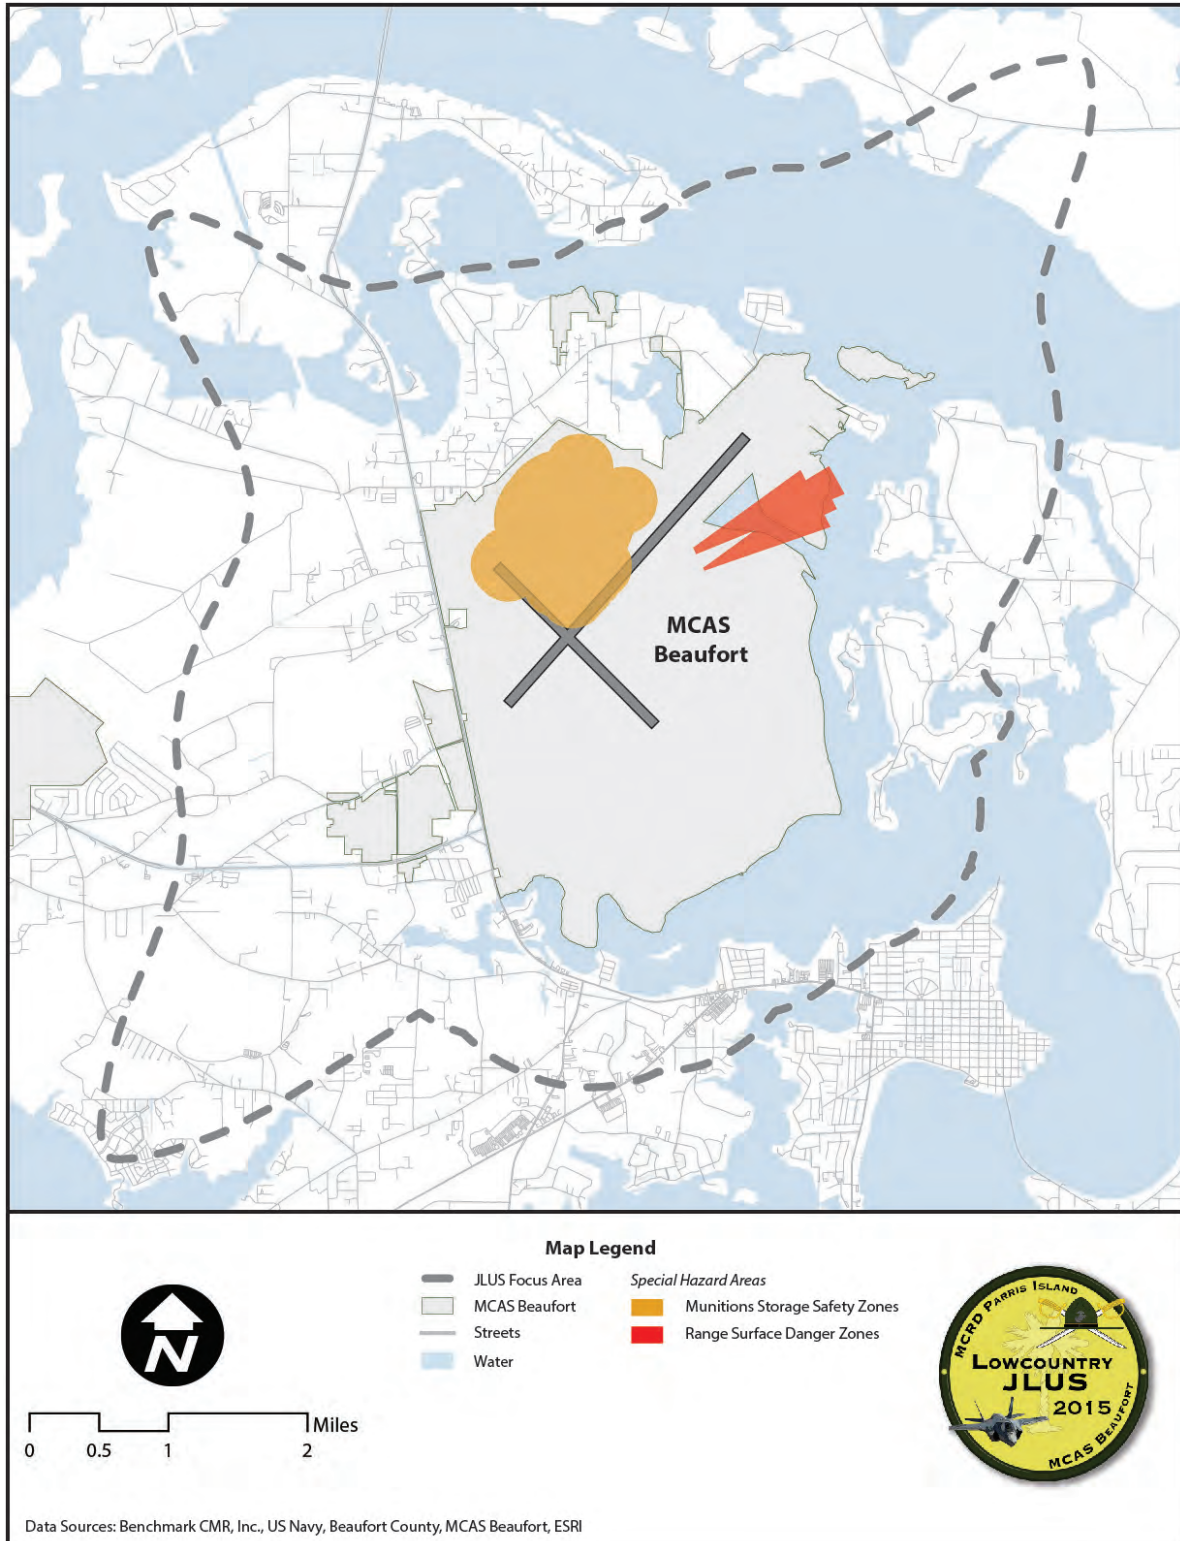 MCAS
Beaufort
Map Legend
JLUS Focus Area
MCAS Beaufort
Streets
Water
Special Hazard Areas
Munitions Storage Safety Zones
Range Surface Danger Zones
N
Miles
0 0.5 1 2
MCRD PARRIS ISLAND
LOWCOUNTRY
JLUS
2015
MCAS BEAUFORT
Data Sources: Benchmark CMR, Inc., US Navy, Beaufort County, MCAS Beaufort, ESRI